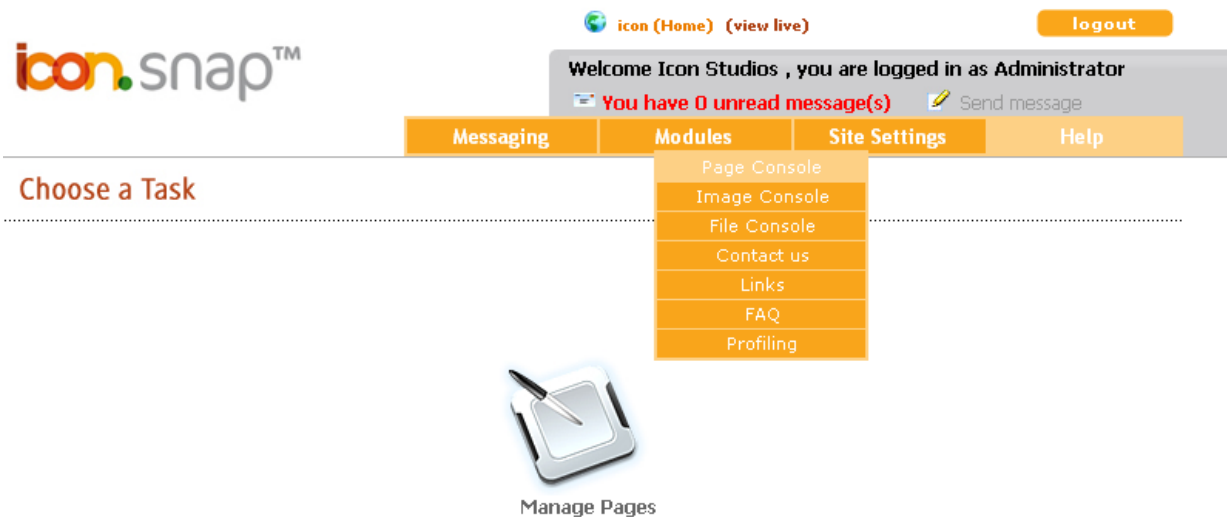 icon (Home) (view live) logout
icon.snap™
Welcome Icon Studios , you are logged in as Administrator
You have 0 unread message(s) Send message
Messaging Modules Site Settings Help
Page Console
Choose a Task
Image Console
File Console
Contact us
Links
FAQ
Profiling
Manage Pages